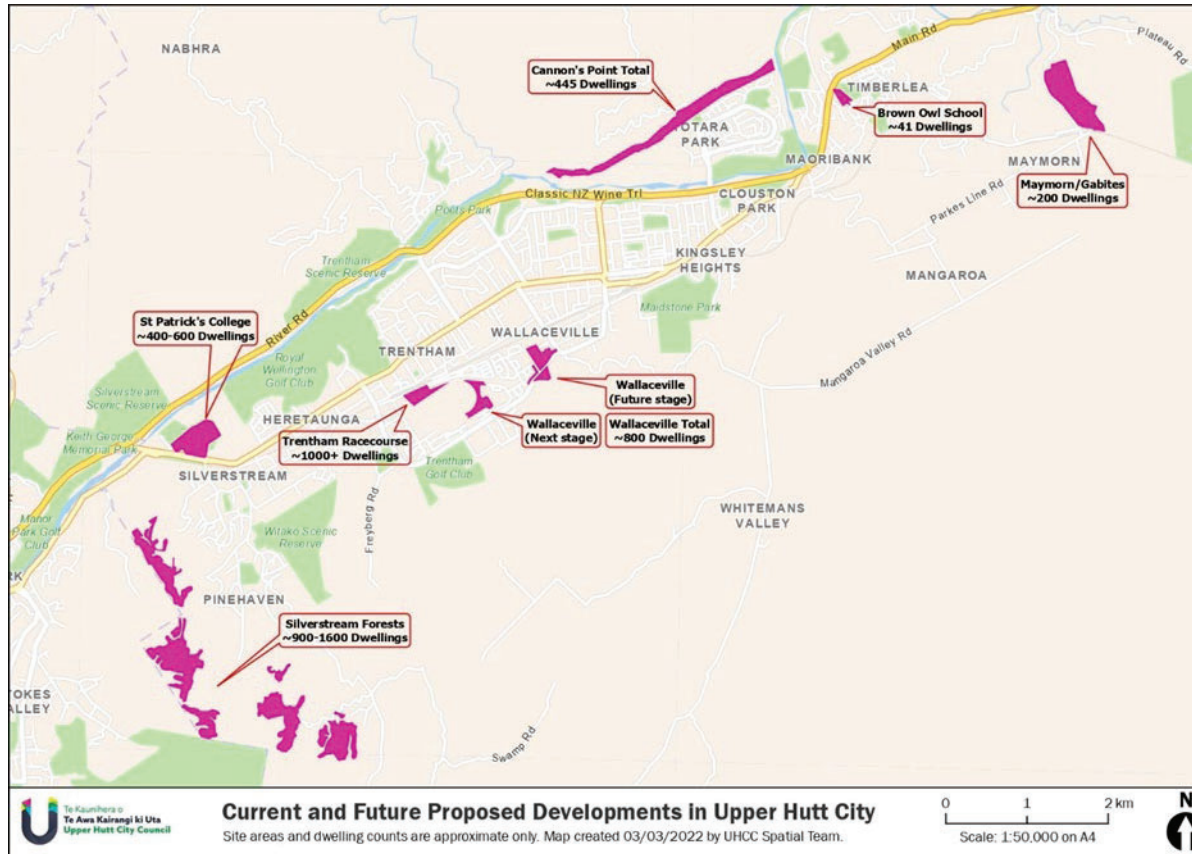 NABHRA
Plateau Rd
Main Rd
Cannon's Point Total
~445 Dwellings
TIMBERLEA
Brown Owl School
~41 Dwellings
TOTARA
PARK
MAORIBANK
MAYMORN
Maymorn/Gabites
~200 Dwellings
Classic NZ Wine Trl
CLOUSTON
PARK
Parkes Line Rd
Poets Park
KINGSLEY
HEIGHTS
MANGAROA
Trentham
Scenic Reserve
Maidstone Park
St Patrick's College
~400-600 Dwellings
River Rd
WALLACEVILLE
Mangaroa Valley Rd
TRENTHAM
Royal
Wellington
Golf Club
Silverstream
Scenic Reserve
Wallaceville
(Future stage)
HERETAUNGA
Wallaceville
(Next stage)
Wallaceville Total
~800 Dwellings
Keith George
Memorial Park
Trentham Racecourse
~1000+ Dwellings
Trentham
Golf Club
SILVERSTREAM
Freyberg Rd
WHITEMANS
VALLEY
Manor
Park Golf
Club
Witako Scenic
Reserve
RK
PINEHAVEN
Silverstream Forests
~900-1600 Dwellings
TOKES
ALLEY
Swamp Rd
Te Kaunihera o
Te Awa Kairangi ki Uta
Upper Hutt City Council
Current and Future Proposed Developments in Upper Hutt City
Site areas and dwelling counts are approximate only. Map created 03/03/2022 by UHCC Spatial Team.
0 1 2 km
Scale: 1:50,000 on A4
N